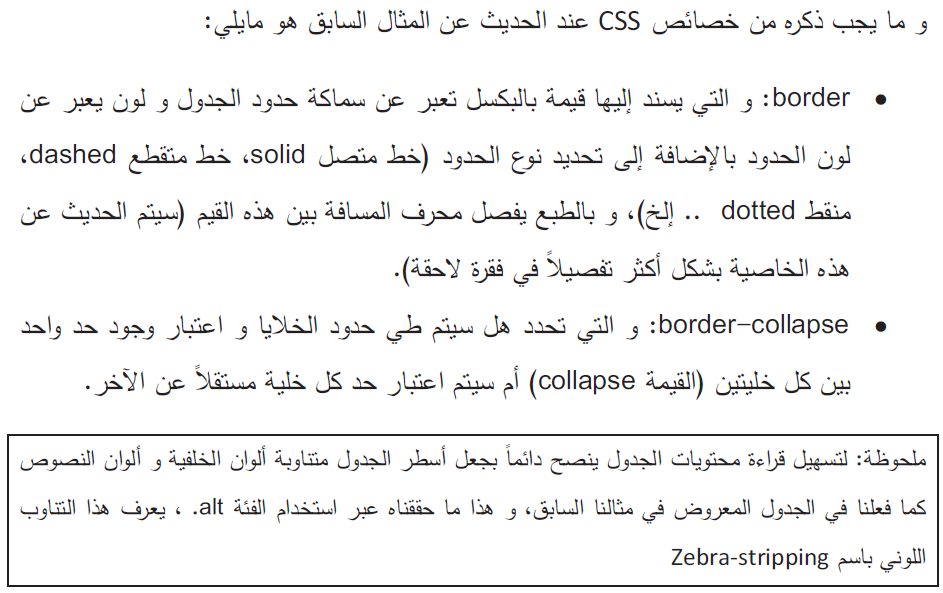 و ما يجب ذكره من خصائص CSS عند الحديث عن المثال السابق هو مايلي:
• border: و التي يسند إليها قيمة بالبكسل تعبر عن سماكة حدود الجدول و لون يعبر عن
لون الحدود بالإضافة إلى تحديد نوع الحدود (خط متصل solid، خط متقطع dashed،
منقط dotted .. إلخ)، و بالطبع يفصل محرف المسافة بين هذه القيم (سيتم الحديث عن
هذه الخاصية بشكل أكثر تفصيلاً في فقرة لاحقة).
• border-collapse: و التي تحدد هل سيتم طي حدود الخلايا و اعتبار وجود حد واحد
بين كل خليتين (القيمة collapse) أم سيتم اعتبار حد كل خلية مستقلاً عن الآخر.
ملحوظة: لتسهيل قراءة محتويات الجدول ينصح دائماً بجعل أسطر الجدول متناوبة ألوان الخلفية و ألوان النصوص
كما فعلنا في الجدول المعروض في مثالنا السابق، و هذا ما حققناه عبر استخدام الفئة alt. ، يعرف هذا التناوب
اللوني باسم Zebra-stripping